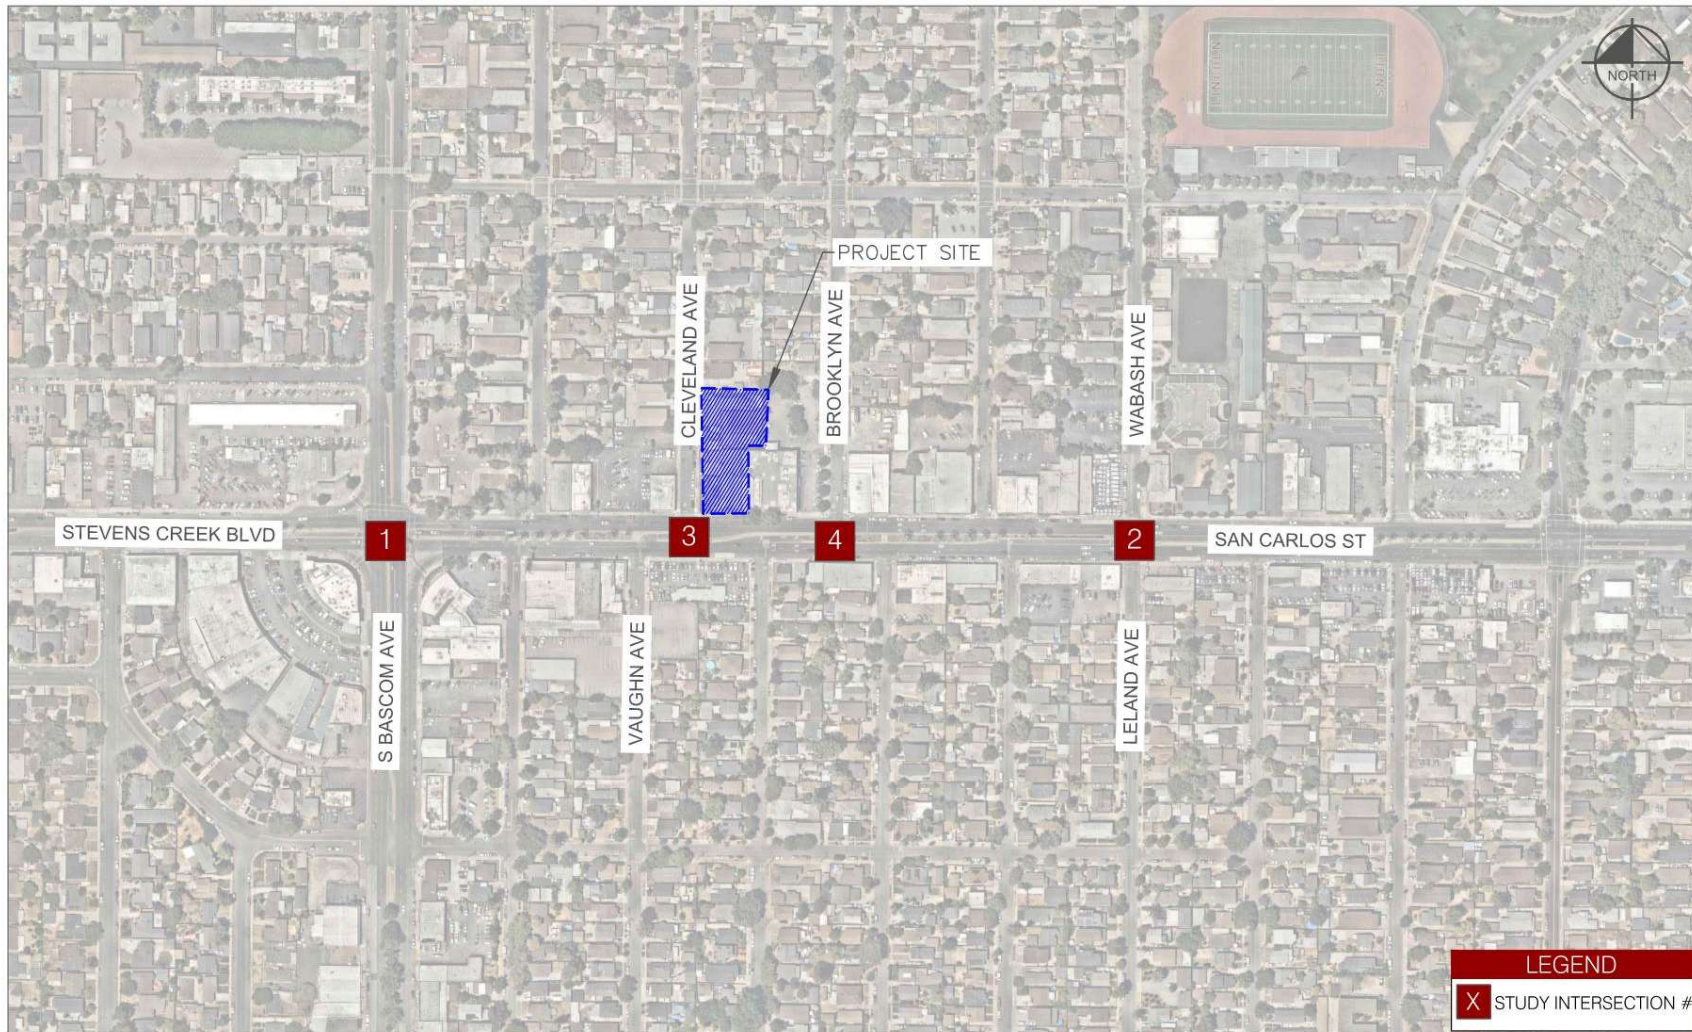 NORTH
PROJECT SITE
CLEVELAND AVE
BROOKLYN AVE
WABASH AVE
STEVENS CREEK BLVD
1
3
4
2
SAN CARLOS ST
S BASCOM AVE
VAUGHN AVE
LELAND AVE
LEGEND
X STUDY INTERSECTION #
LINCOLN